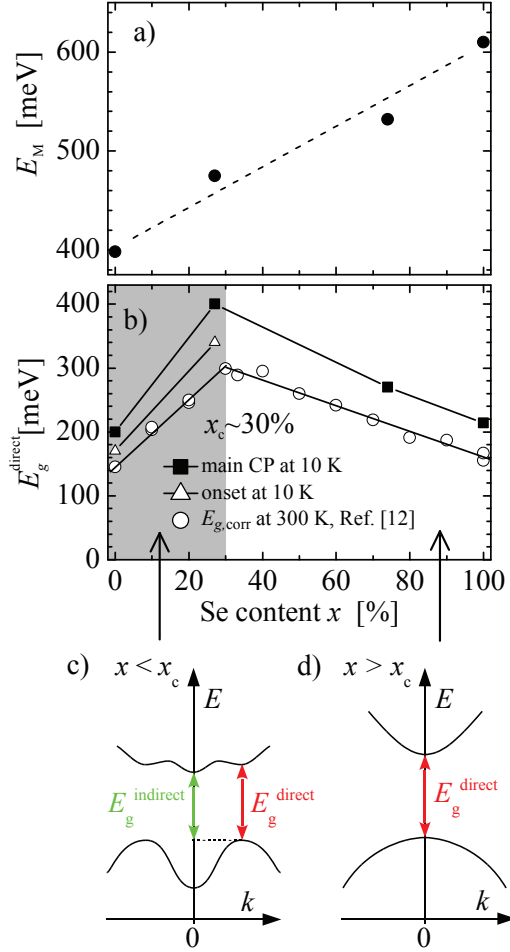 a)
E_M [meV]
600
500
400
b)
E_g^direct [meV]
400
300
200
100
0
x_c~30%
main CP at 10 K
onset at 10 K
E_g,corr at 300 K, Ref. [12]
0 20 40 60 80 100
Se content x [%]
c) x < x_c
E
E_g^indirect
E_g^direct
k
0
d) x > x_c
E
E_g^direct
k
0